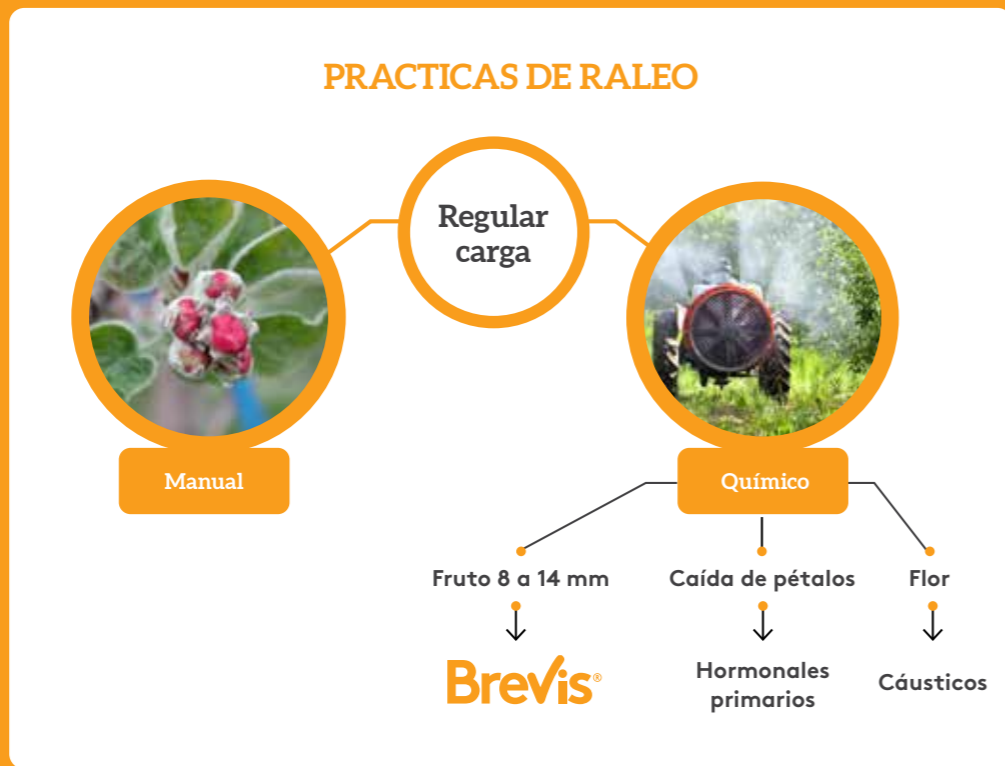 PRACTICAS DE RALEO
Regular
carga
Manual
Químico
Fruto 8 a 14 mm
Caída de pétalos
Flor
Brevis®
Hormonales
primarios
Cáusticos